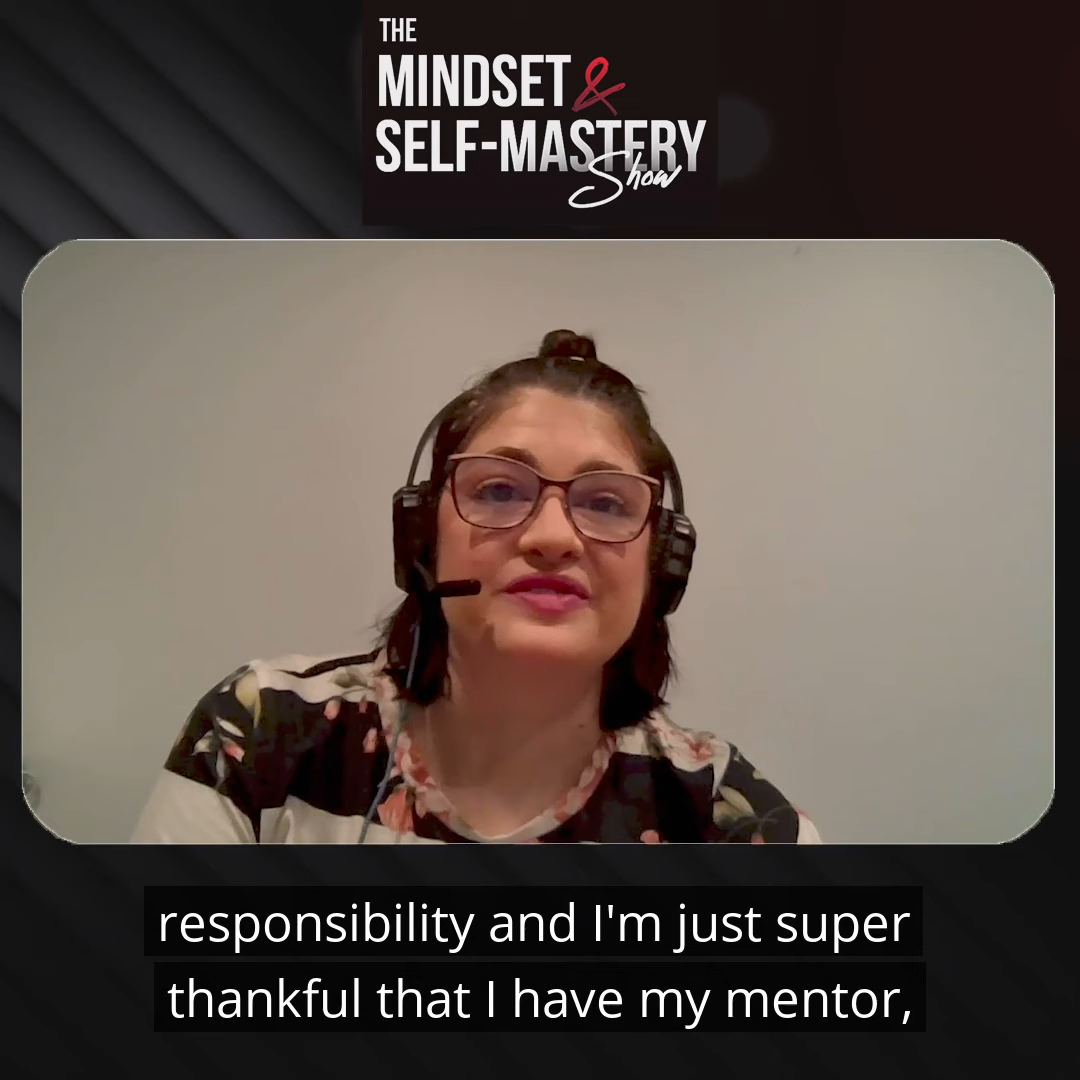 THE
MINDSET &
SELF-MASTERY
Show
responsibility and I'm just super
thankful that I have my mentor,